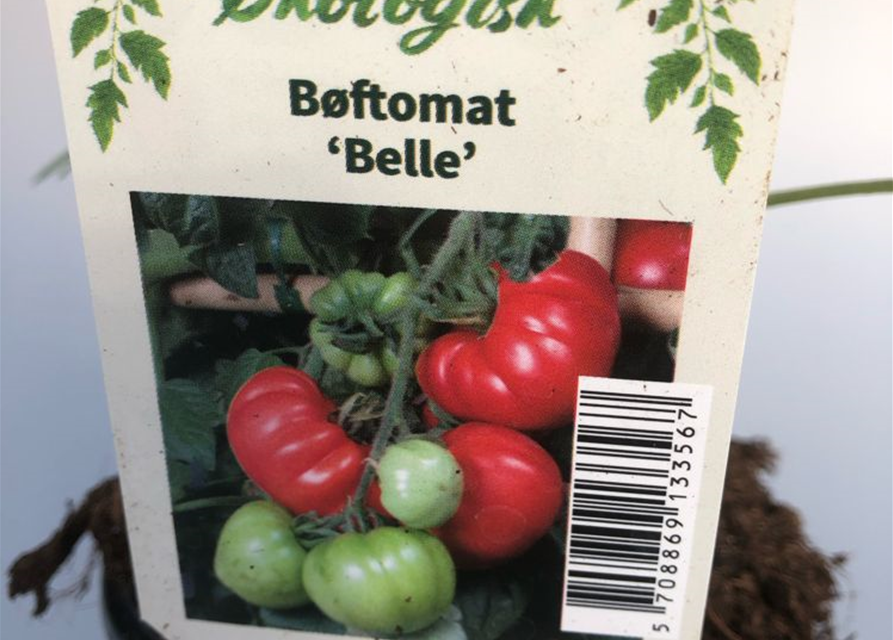 Økologisk
Bøftomat
‘Belle’
5 708869 133567